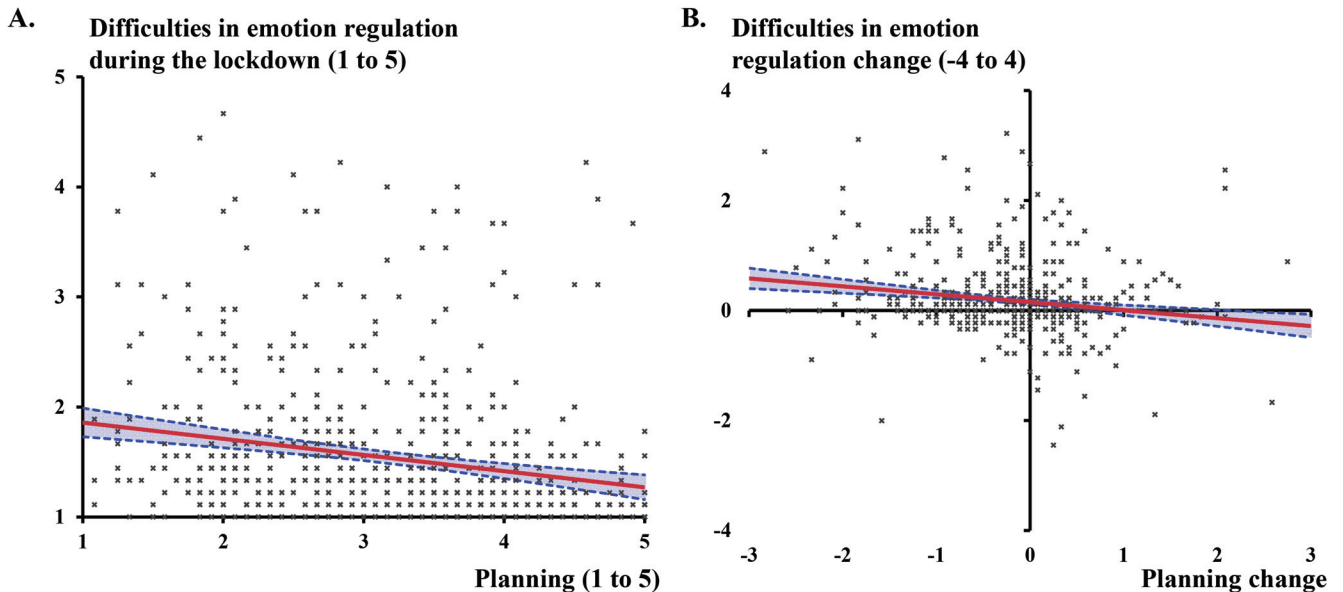 A.
Difficulties in emotion regulation
during the lockdown (1 to 5)
5
4
3
2
1
1 2 3 4 5
Planning (1 to 5)
B.
Difficulties in emotion
regulation change (-4 to 4)
4
2
0
-2
-4
-3 -2 -1 0 1 2 3
Planning change